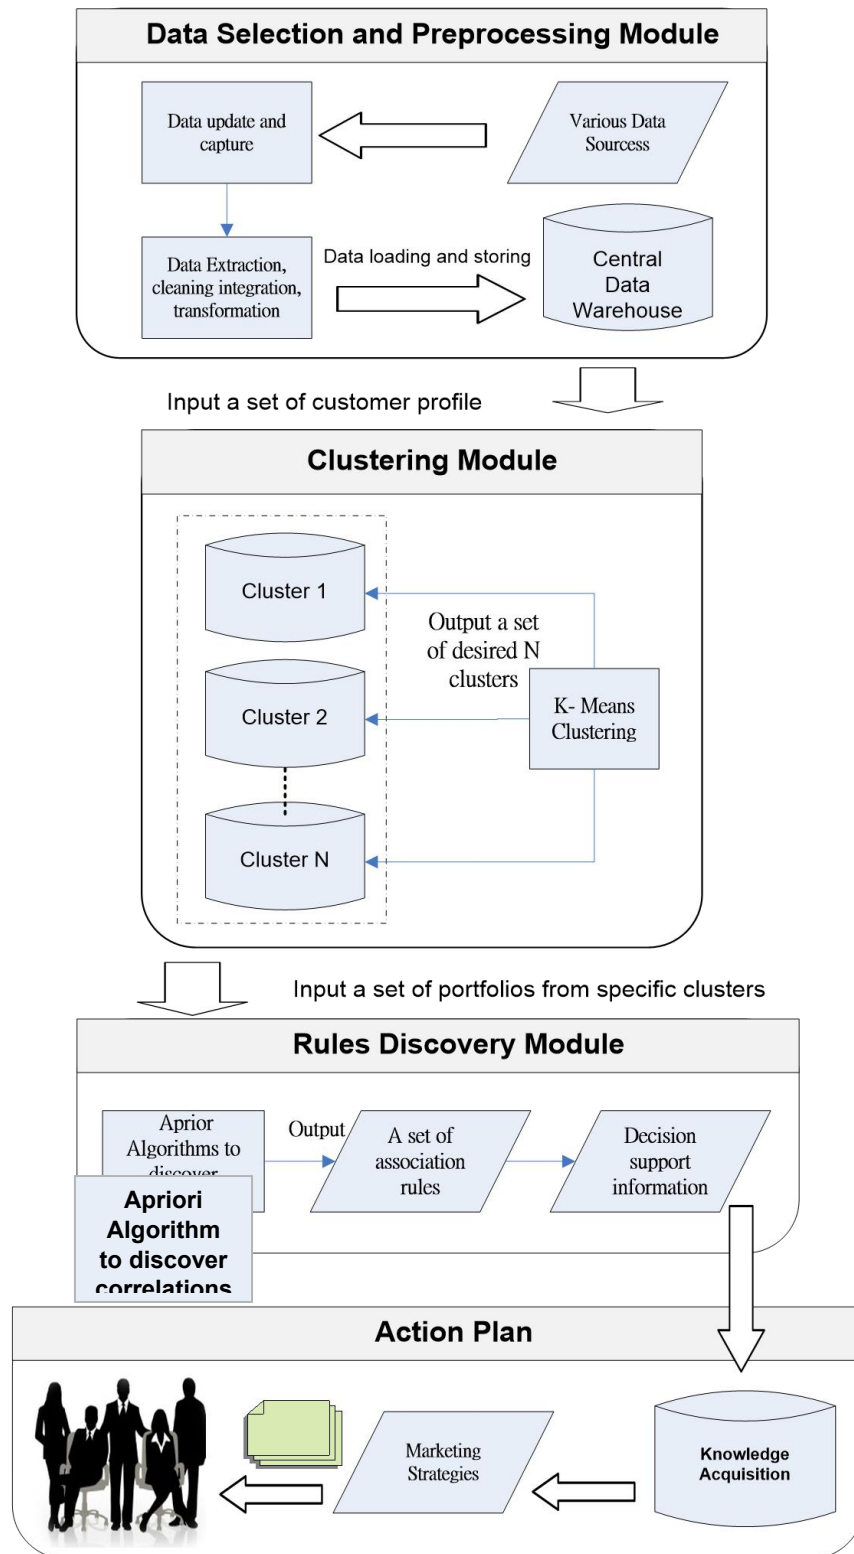 Data Selection and Preprocessing Module
Data update and
capture
Various Data
Sourcess
Data Extraction,
cleaning integration,
transformation
Data loading and storing
Central
Data
Warehouse
Input a set of customer profile
Clustering Module
Cluster 1
Output a set
of desired N
clusters
Cluster 2
K- Means
Clustering
Cluster N
Input a set of portfolios from specific clusters
Rules Discovery Module
Aprior
Algorithms to
discover
Output
A set of
association
rules
Decision
support
information
Apriori
Algorithm
to discover
correlations
Action Plan
Marketing
Strategies
Knowledge
Acquisition